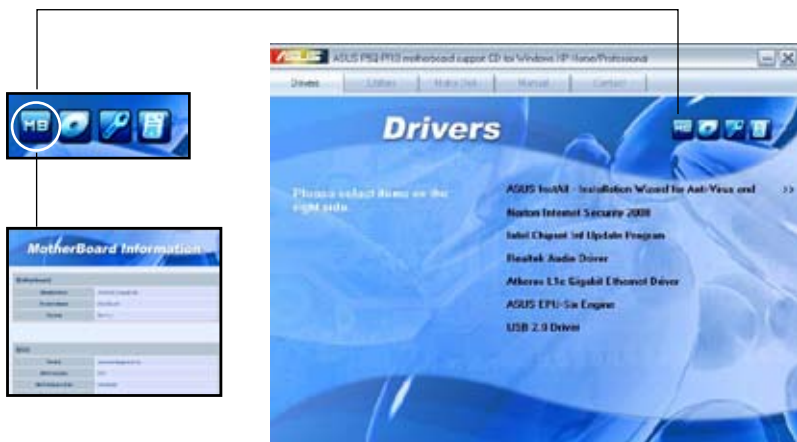 ASUS P5Q-PRO motherboard support CD for Windows XP Home/Professional
Drivers
Utilities
Make Disk
Manual
Contact
Drivers
MB
Please select items on the
right side.
ASUS InstAll - Installation Wizard for Anti-Virus and >>
Norton Internet Security 2008
Intel Chipset Inf Update Program
Realtek Audio Driver
Atheros L1e Gigabit Ethernet Driver
ASUS EPU-Six Engine
USB 2.0 Driver
MB
MotherBoard Information
Motherboard
BIOS